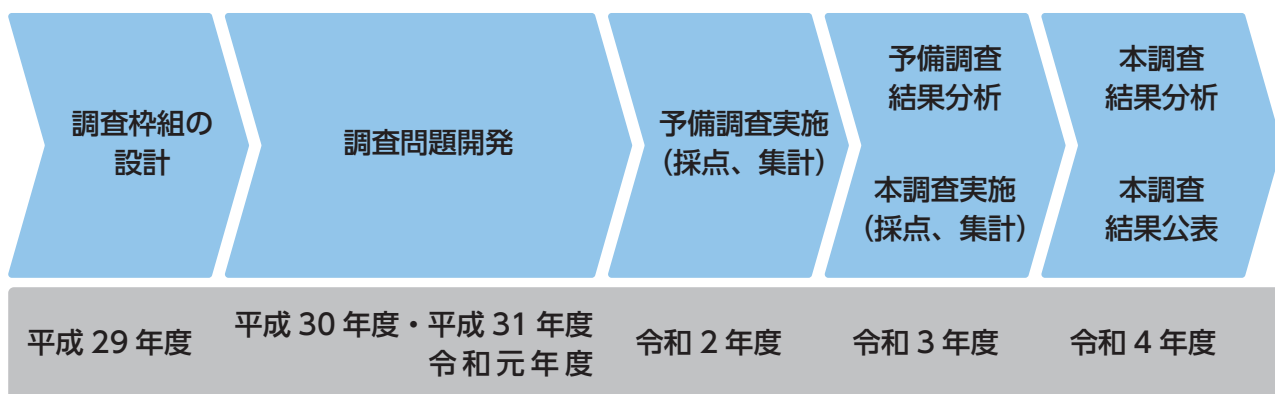 調査枠組の
設計
調査問題開発
予備調査実施
（採点、集計）
予備調査
結果分析
本調査実施
（採点、集計）
本調査
結果分析
本調査
結果公表
平成 29 年度
平成 30 年度・平成 31 年度
令和元年度
令和 2 年度
令和 3 年度
令和 4 年度